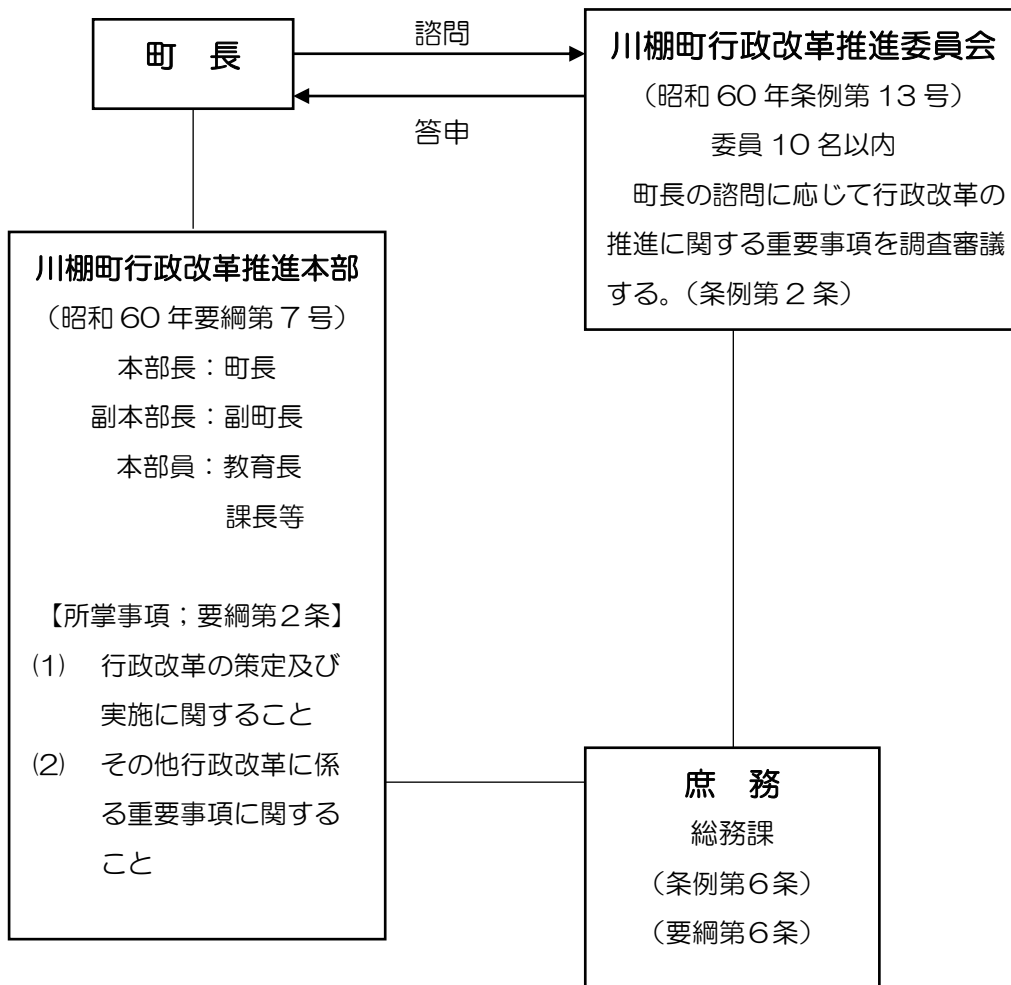 町　長
諮問
答申
川棚町行政改革推進委員会
（昭和 60 年条例第 13 号）
委員 10 名以内
町長の諮問に応じて行政改革の
推進に関する重要事項を調査審議
する。（条例第 2 条）
川棚町行政改革推進本部
（昭和 60 年要綱第 7 号）
本部長：町長
副本部長：副町長
本部員：教育長
課長等
【所掌事項；要綱第２条】
⑴　行政改革の策定及び
実施に関すること
⑵　その他行政改革に係
る重要事項に関する
こと
庶　務
総務課
（条例第６条）
（要綱第６条）